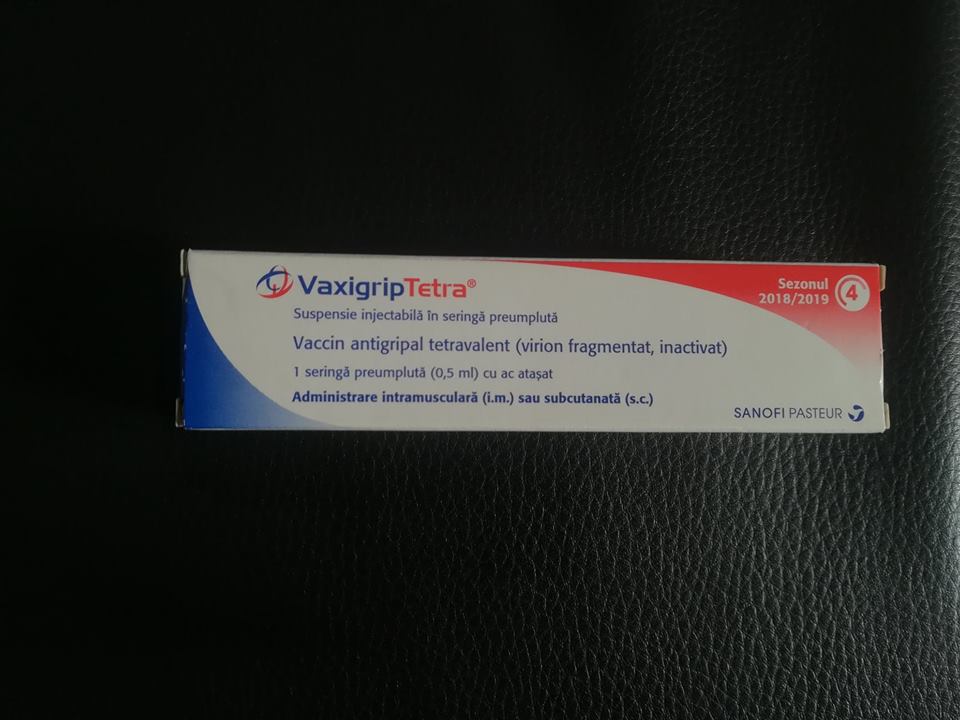 VaxigripTetra®
Sezonul
2018/2019
4
Suspensie injectabilă în seringă preumplută
Vaccin antigripal tetravalent (virion fragmentat, inactivat)
1 seringă preumplută (0,5 ml) cu ac atașat
Administrare intramusculară (i.m.) sau subcutanată (s.c.)
SANOFI PASTEUR